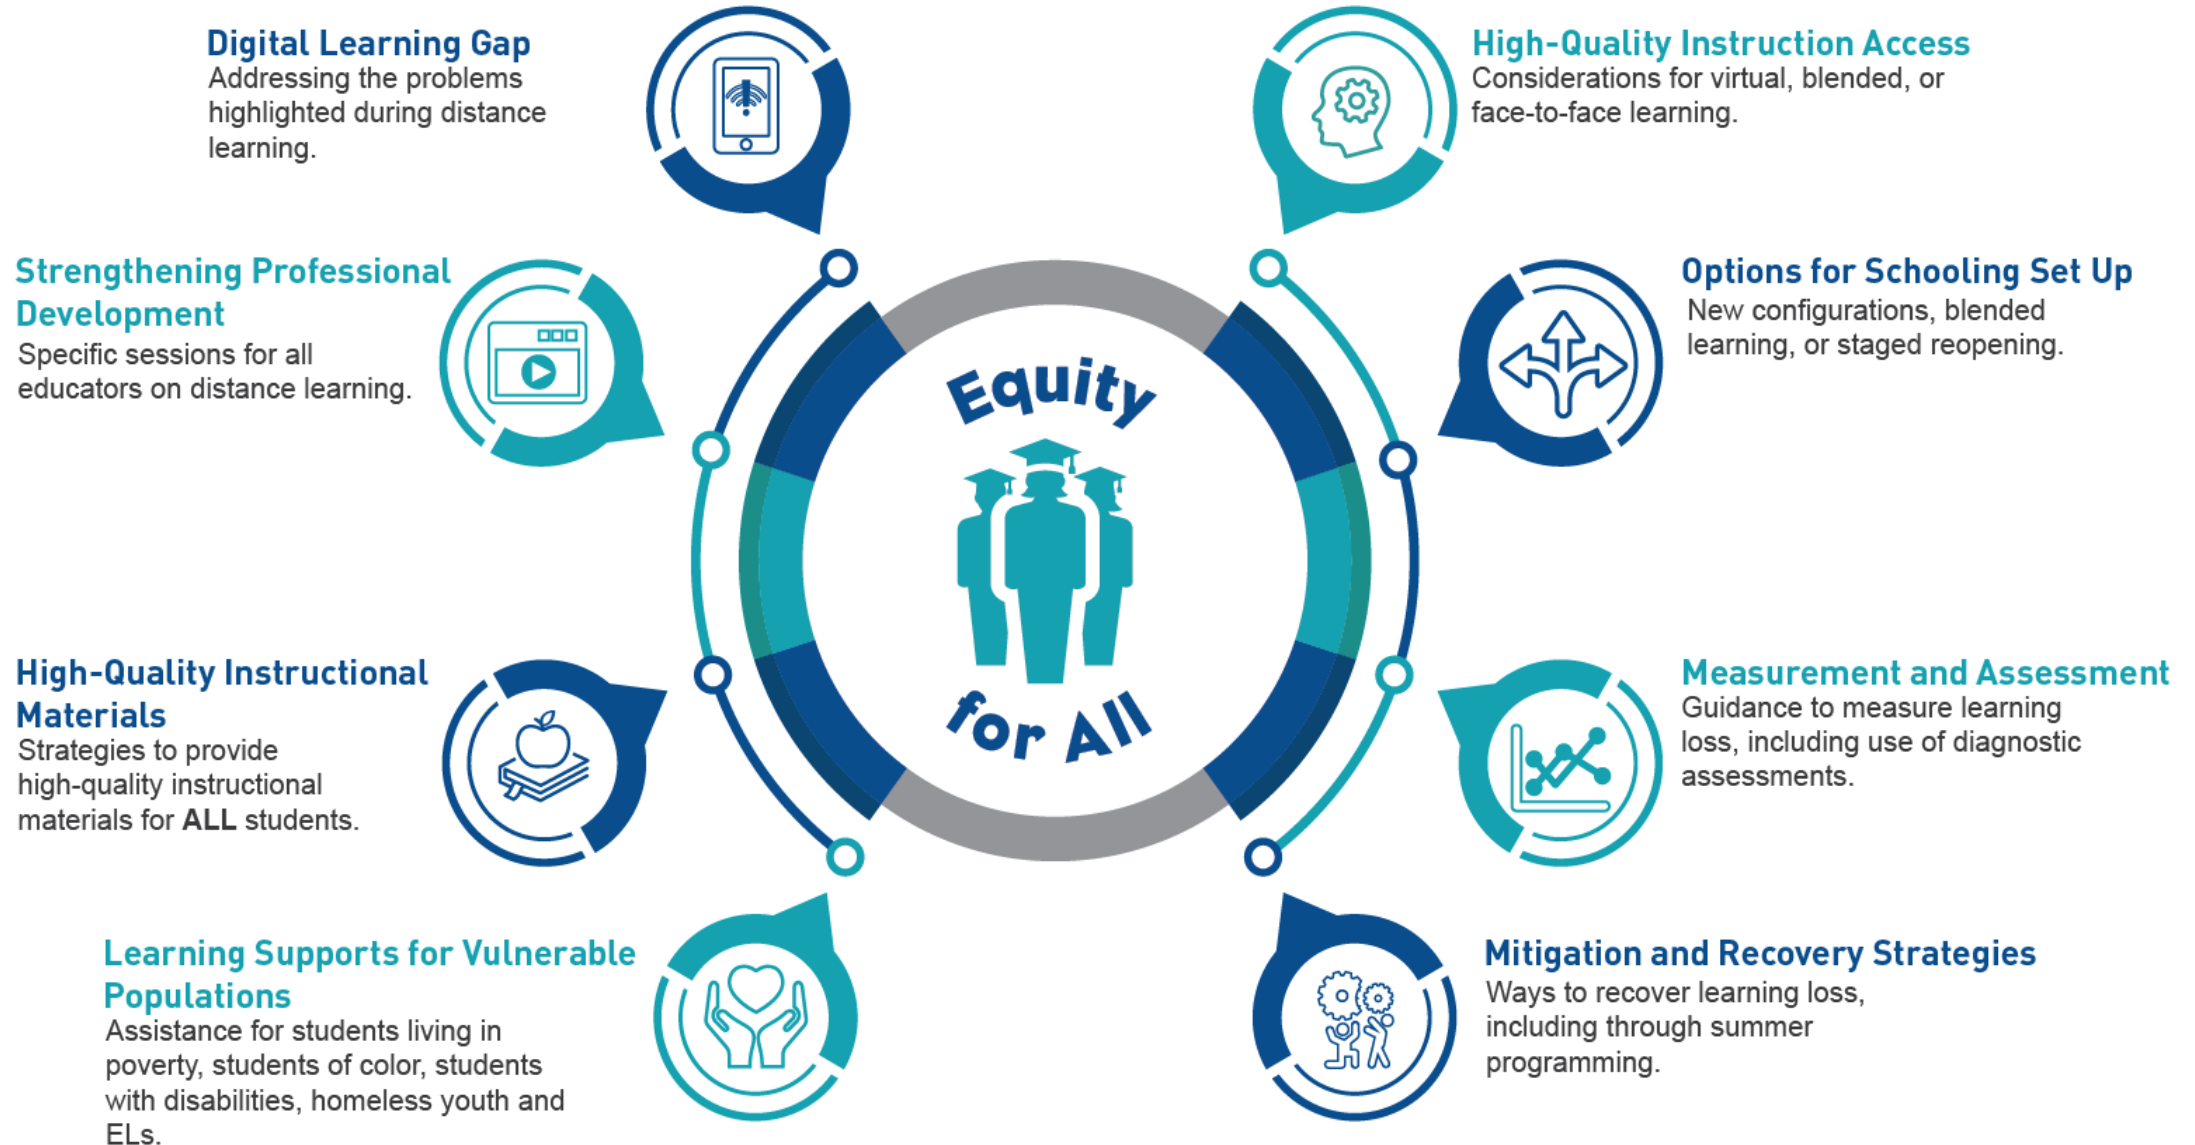 Digital Learning Gap
Addressing the problems
highlighted during distance
learning.
High-Quality Instruction Access
Considerations for virtual, blended, or
face-to-face learning.
Strengthening Professional
Development
Specific sessions for all
educators on distance learning.
Options for Schooling Set Up
New configurations, blended
learning, or staged reopening.
Equity
for All
High-Quality Instructional
Materials
Strategies to provide
high-quality instructional
materials for ALL students.
Measurement and Assessment
Guidance to measure learning
loss, including use of diagnostic
assessments.
Learning Supports for Vulnerable
Populations
Assistance for students living in
poverty, students of color, students
with disabilities, homeless youth and
ELs.
Mitigation and Recovery Strategies
Ways to recover learning loss,
including through summer
programming.